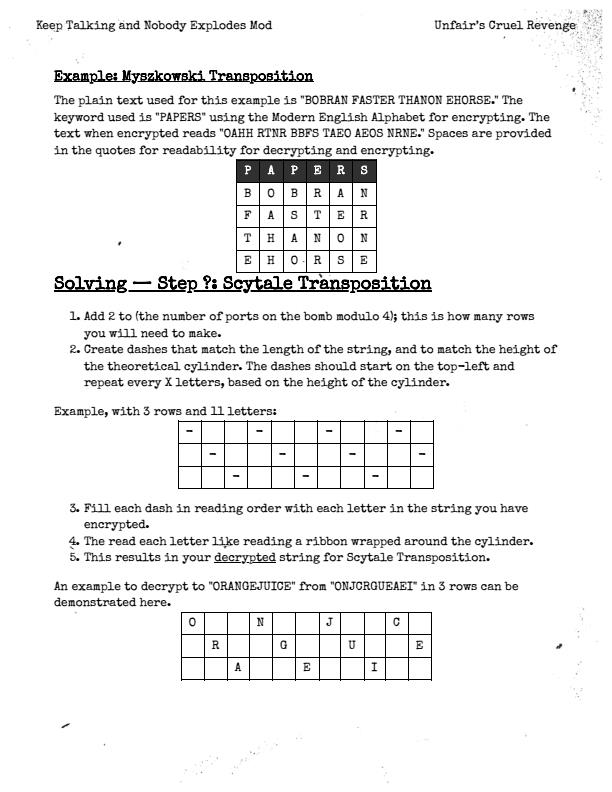 Keep Talking and Nobody Explodes Mod Unfair's Cruel Revenge
Example: Myszkowski Transposition
The plain text used for this example is "BOBRAN FASTER THANON EHORSE." The
keyword used is "PAPERS" using the Modern English Alphabet for encrypting. The
text when encrypted reads "OAHH RTNR BBFS TAEO AEOS NRNE." Spaces are provided
in the quotes for readability for decrypting and encrypting.
P A P E R S
B O B R A N
F A S T E R
T H A N O N
E H O R S E
Solving — Step ?: Scytale Transposition
1. Add 2 to (the number of ports on the bomb modulo 4); this is how many rows
you will need to make.
2. Create dashes that match the length of the string, and to match the height of
the theoretical cylinder. The dashes should start on the top-left and
repeat every X letters, based on the height of the cylinder.
Example, with 3 rows and 11 letters:
- - - -
- - - -
- - -
3. Fill each dash in reading order with each letter in the string you have
encrypted.
4. The read each letter like reading a ribbon wrapped around the cylinder.
5. This results in your decrypted string for Scytale Transposition.
An example to decrypt to "ORANGEJUICE" from "ONJCRGUEAEI" in 3 rows can be
demonstrated here.
O N J C
R G U E
A E I